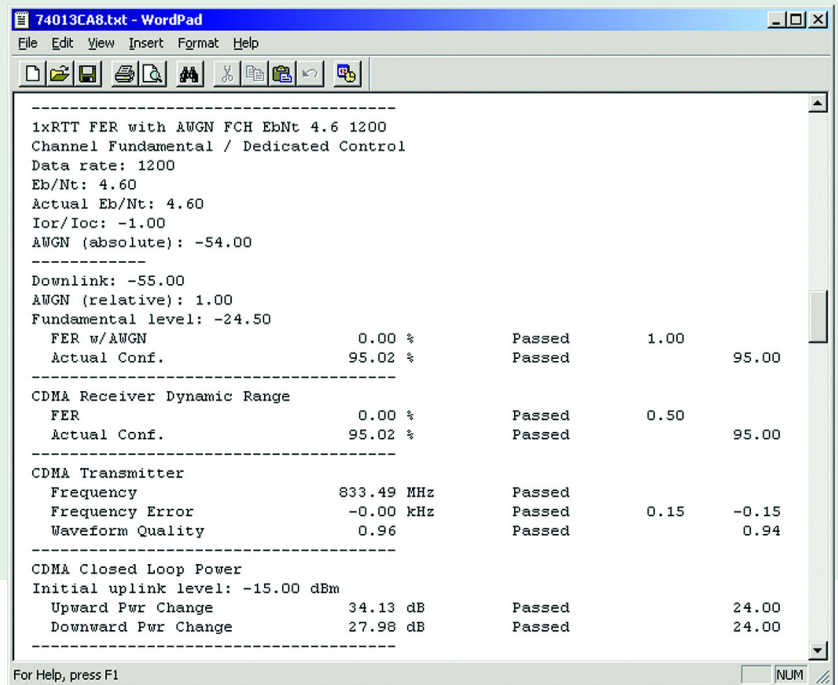 74013CA8.txt - WordPad
File Edit View Insert Format Help
--------------------------------------
1xRTT FER with AWGN FCH EbNt 4.6 1200
Channel Fundamental / Dedicated Control
Data rate: 1200
Eb/Nt: 4.60
Actual Eb/Nt: 4.60
Ior/Ioc: -1.00
AWGN (absolute): -54.00
------------
Downlink: -55.00
AWGN (relative): 1.00
Fundamental level: -24.50
FER w/AWGN 0.00 % Passed 1.00
Actual Conf. 95.02 % Passed 95.00
--------------------------------------
CDMA Receiver Dynamic Range
FER 0.00 % Passed 0.50
Actual Conf. 95.02 % Passed 95.00
--------------------------------------
CDMA Transmitter
Frequency 833.49 MHz Passed
Frequency Error -0.00 kHz Passed 0.15 -0.15
Waveform Quality 0.96 Passed 0.94
--------------------------------------
CDMA Closed Loop Power
Initial uplink level: -15.00 dBm
Upward Pwr Change 34.13 dB Passed 24.00
Downward Pwr Change 27.98 dB Passed 24.00
--------------------------------------
For Help, press F1 NUM